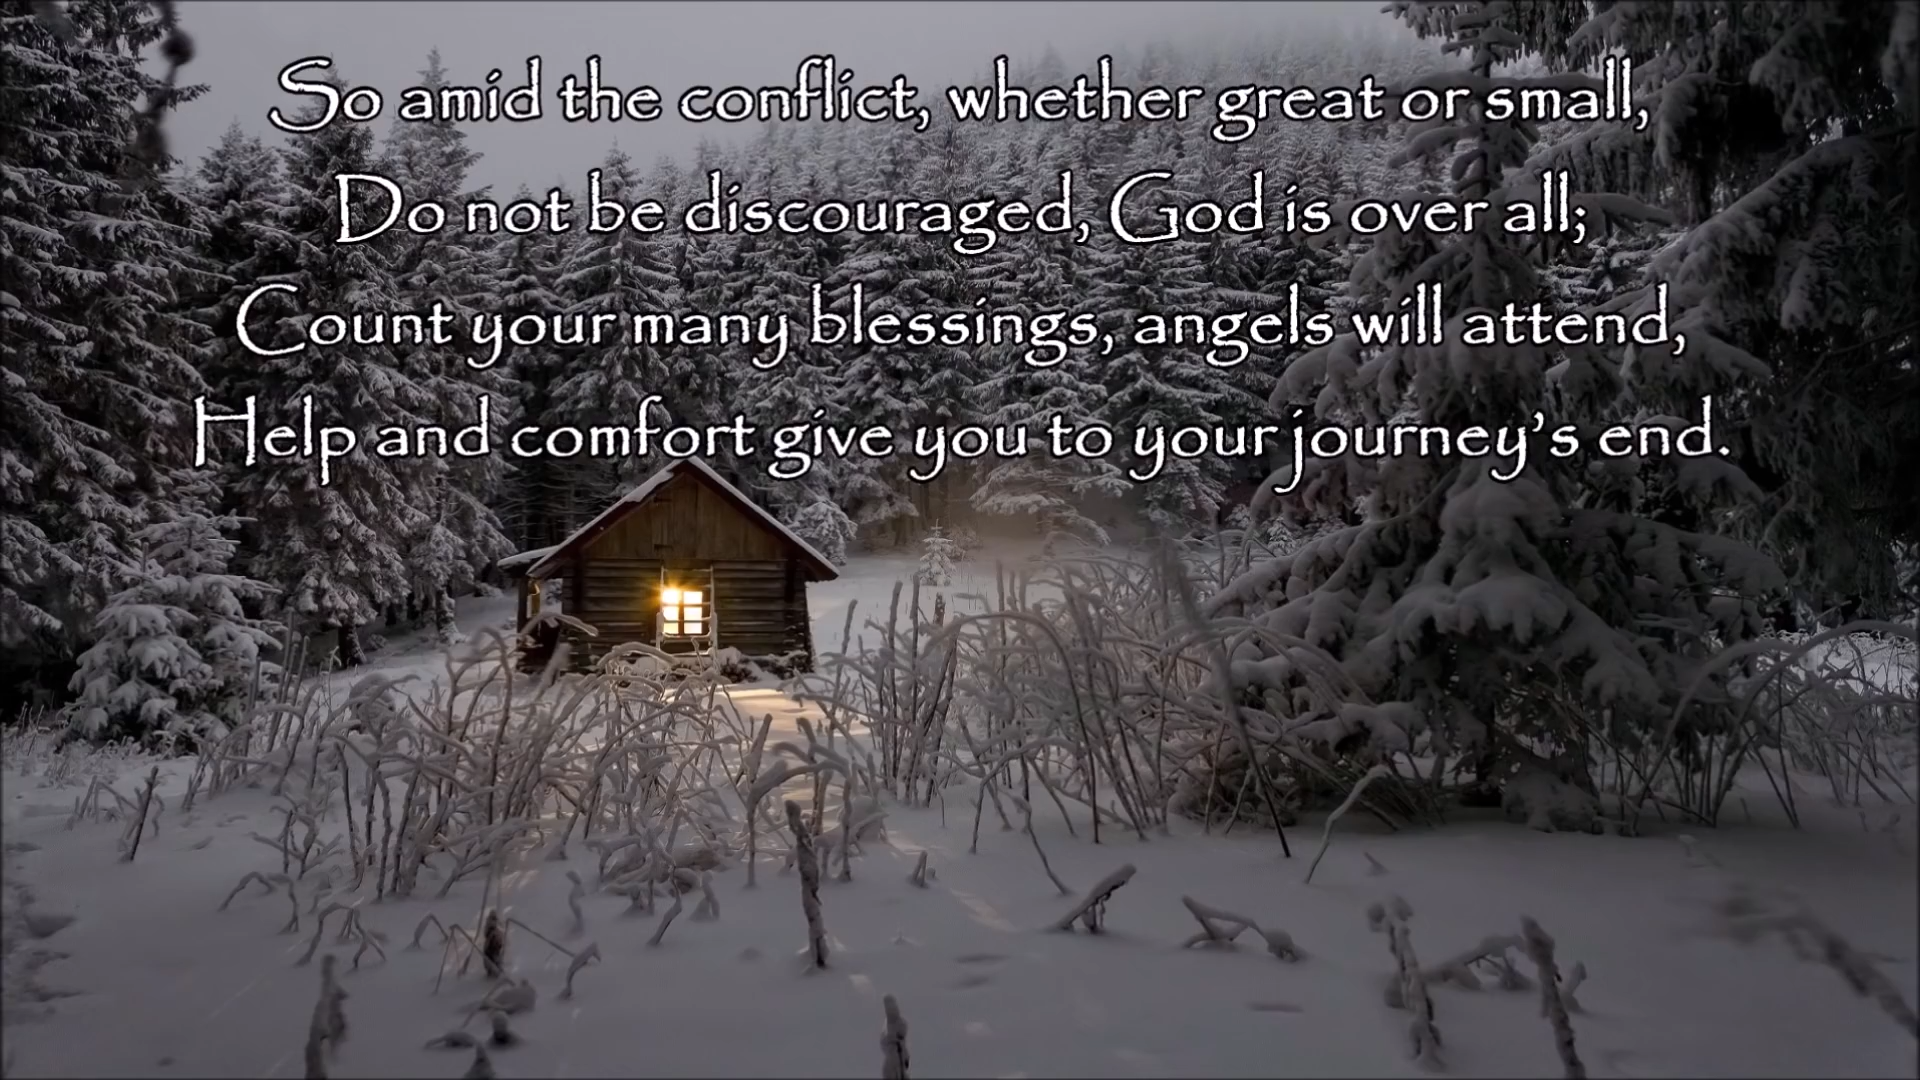 So amid the conflict, whether great or small,
Do not be discouraged, God is over all;
Count your many blessings, angels will attend,
Help and comfort give you to your journey’s end.